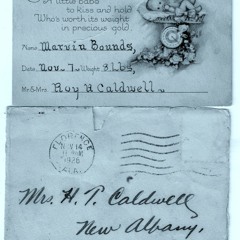 A little babe
to kiss and hold
Who's worth its weight
in precious gold.
Name Marvin Bounds,
Date Nov. 7. Weight 8 Lbs,
Mr. & Mrs. Roy H Caldwell
FLORENCE
NOV 14
1928
ALA.
Mrs. H. T. Caldwell
New Albany,